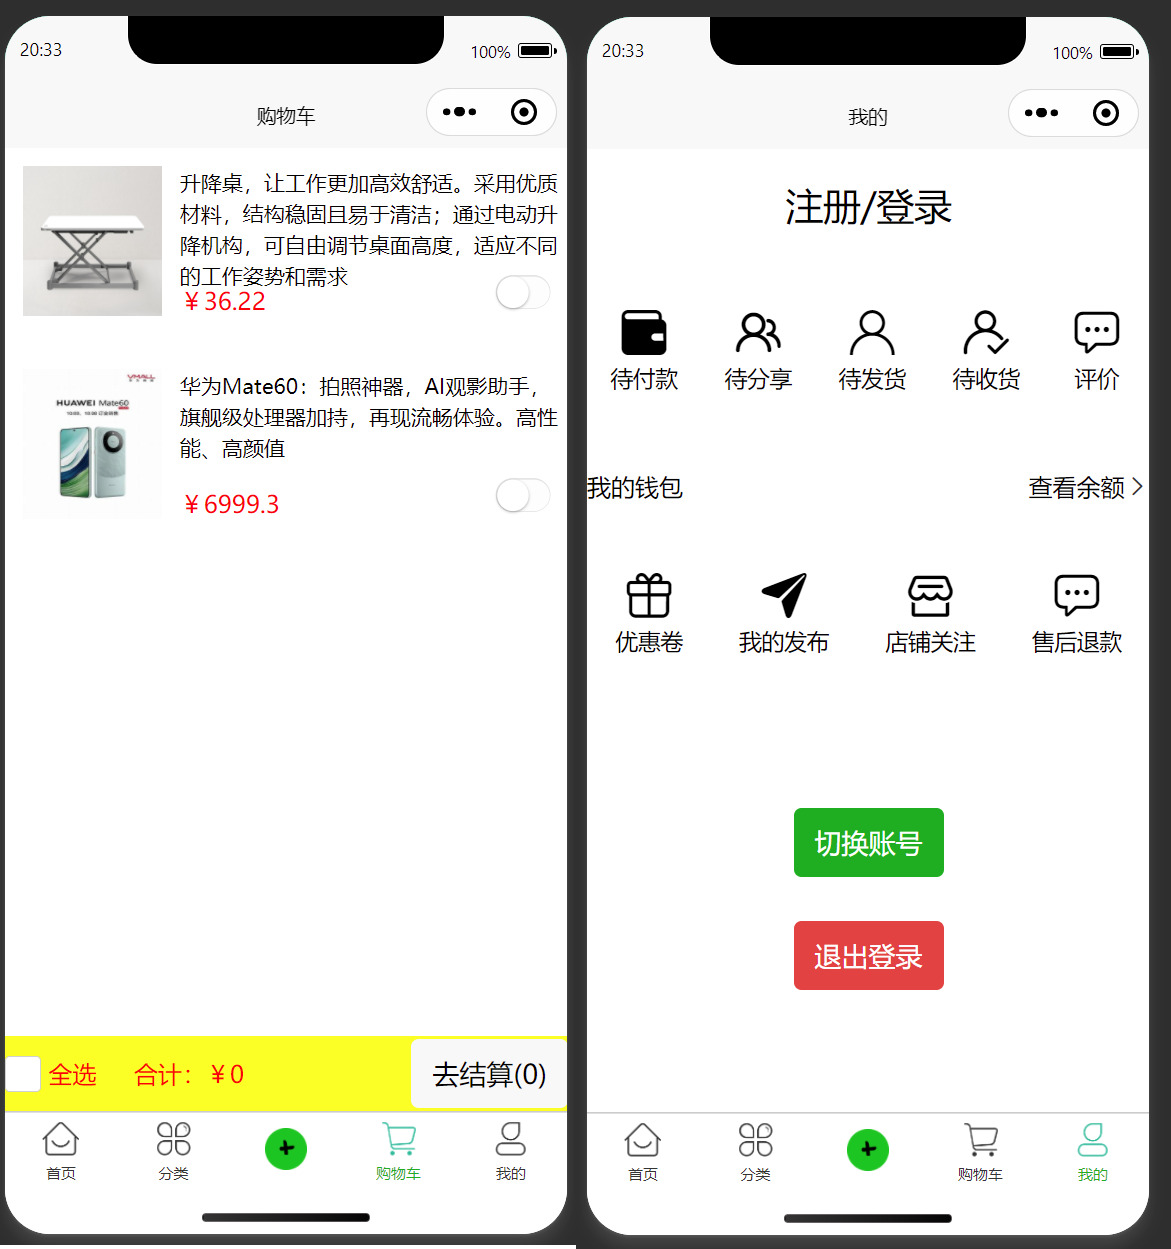 20:33
100%
购物车
升降桌，让工作更加高效舒适。采用优质
材料，结构稳固且易于清洁；通过电动升
降机构，可自由调节桌面高度，适应不同
的工作姿势和需求
￥36.22
VMALL
HUAWEI Mate60
华为Mate60：拍照神器，AI观影助手，
旗舰级处理器加持，再现流畅体验。高性
能、高颜值
￥6999.3
全选
合计：￥0
去结算(0)
首页
分类
购物车
我的
20:33
100%
我的
注册/登录
待付款
待分享
待发货
待收货
评价
我的钱包
查看余额
优惠卷
我的发布
店铺关注
售后退款
切换账号
退出登录
首页
分类
购物车
我的